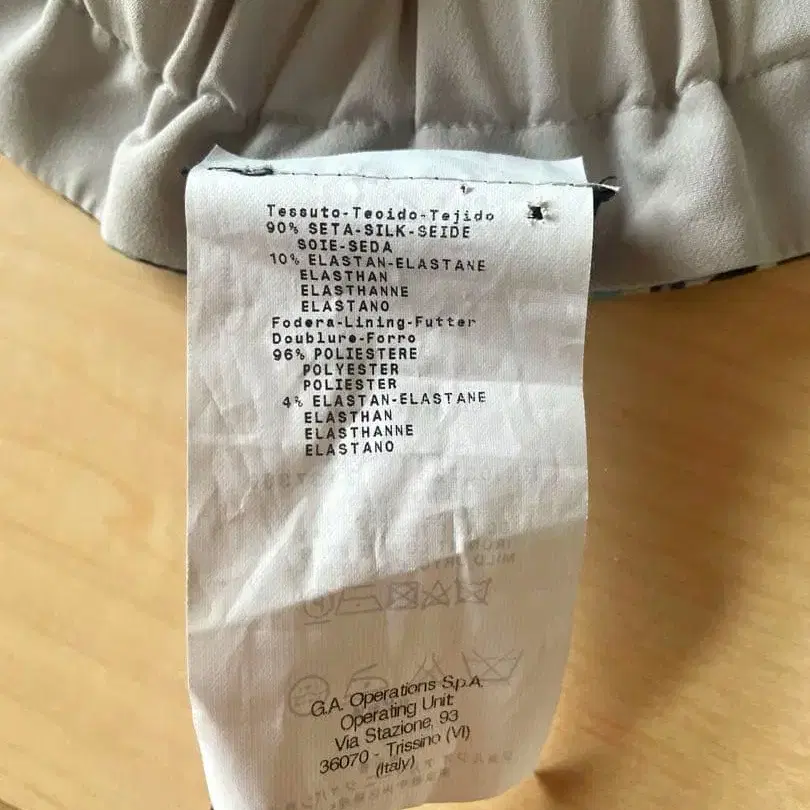 Tessuto-Tecido-Tejido
90% SETA-SILK-SEIDE
SOIE-SEDA
10% ELASTAN-ELASTANE
ELASTHAN
ELASTHANNE
ELASTANO
Fodera-Lining-Futter
Doublure-Forro
96% POLIESTERE
POLYESTER
POLIESTER
4% ELASTAN-ELASTANE
ELASTHAN
ELASTHANNE
ELASTANO
G.A. Operations S.p.A.
Operating Unit:
Via Stazione, 93
36070 - Trissino (VI)
(Italy)